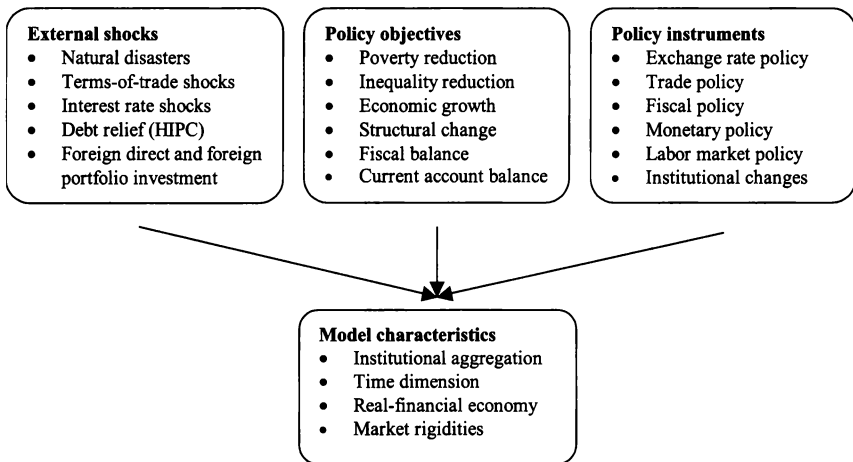 External shocks
• Natural disasters
• Terms-of-trade shocks
• Interest rate shocks
• Debt relief (HIPC)
• Foreign direct and foreign
portfolio investment
Policy objectives
• Poverty reduction
• Inequality reduction
• Economic growth
• Structural change
• Fiscal balance
• Current account balance
Policy instruments
• Exchange rate policy
• Trade policy
• Fiscal policy
• Monetary policy
• Labor market policy
• Institutional changes
Model characteristics
• Institutional aggregation
• Time dimension
• Real-financial economy
• Market rigidities